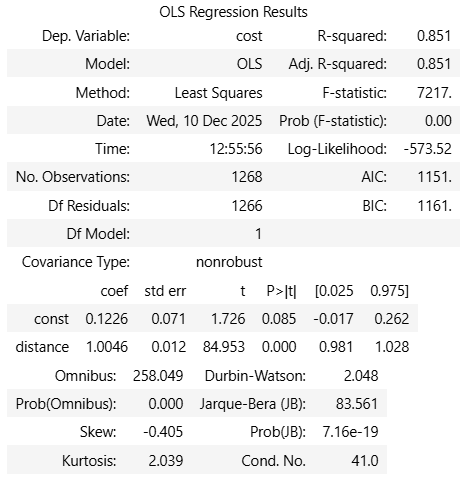 OLS Regression Results
Dep. Variable: cost R-squared: 0.851
Model: OLS Adj. R-squared: 0.851
Method: Least Squares F-statistic: 7217.
Date: Wed, 10 Dec 2025 Prob (F-statistic): 0.00
Time: 12:55:56 Log-Likelihood: -573.52
No. Observations: 1268 AIC: 1151.
Df Residuals: 1266 BIC: 1161.
Df Model: 1
Covariance Type: nonrobust
coef std err t P>|t| [0.025 0.975]
const 0.1226 0.071 1.726 0.085 -0.017 0.262
distance 1.0046 0.012 84.953 0.000 0.981 1.028
Omnibus: 258.049 Durbin-Watson: 2.048
Prob(Omnibus): 0.000 Jarque-Bera (JB): 83.561
Skew: -0.405 Prob(JB): 7.16e-19
Kurtosis: 2.039 Cond. No. 41.0